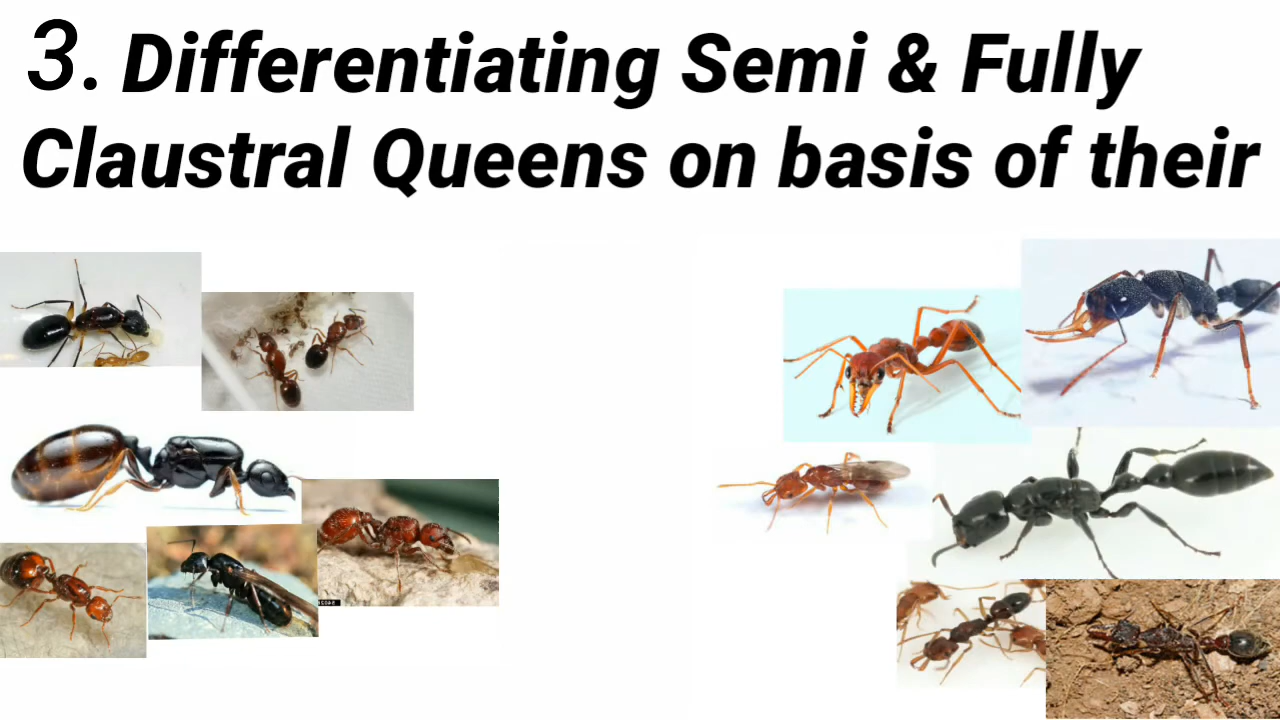 3. Differentiating Semi & Fully
Claustral Queens on basis of their